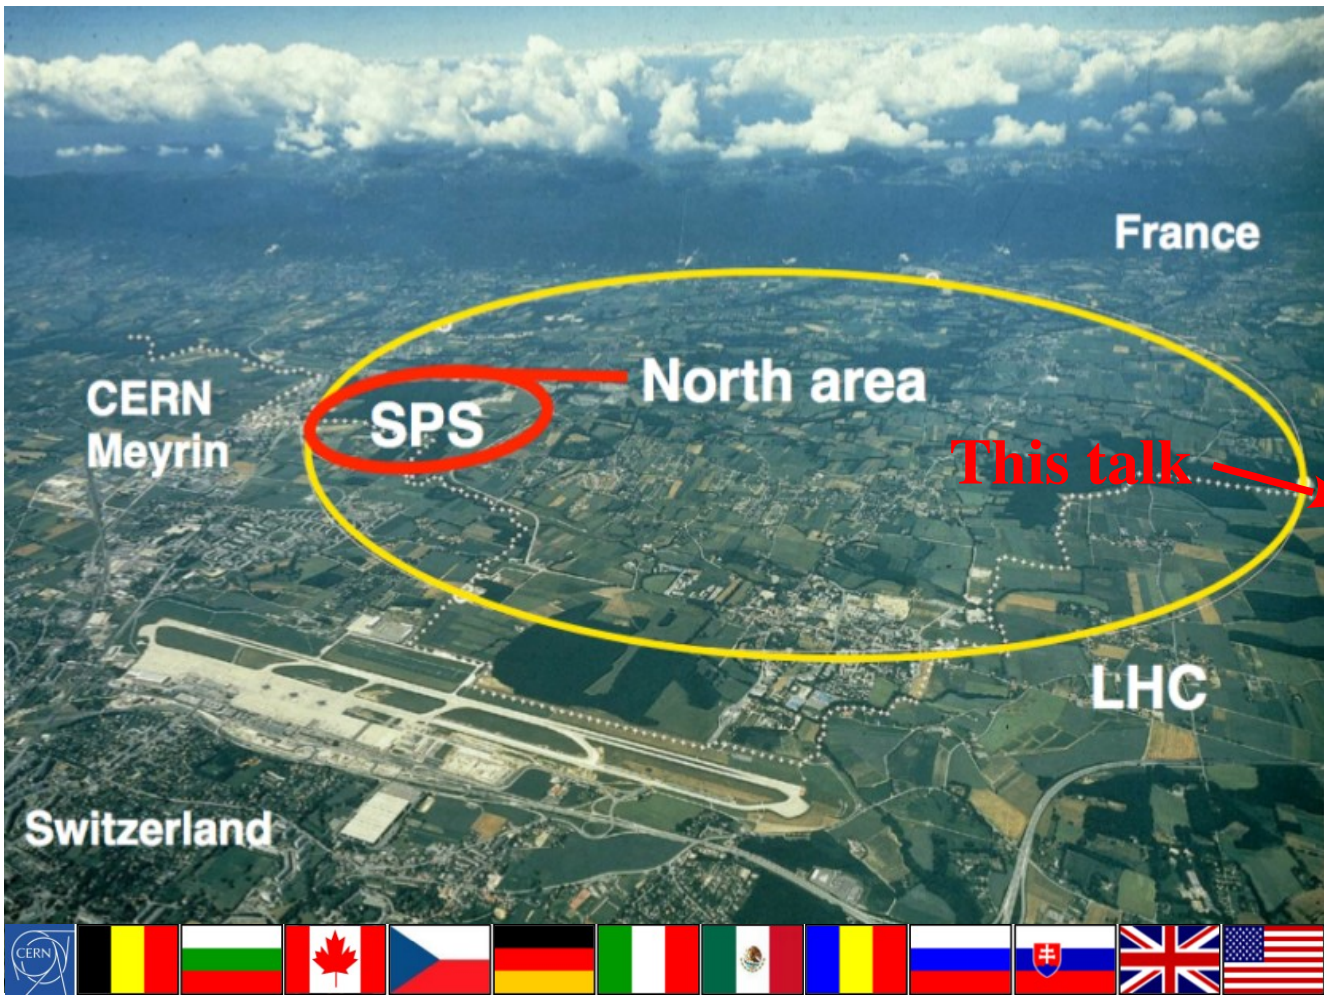 France
North area
CERN
Meyrin
SPS
This talk
LHC
Switzerland
CERN